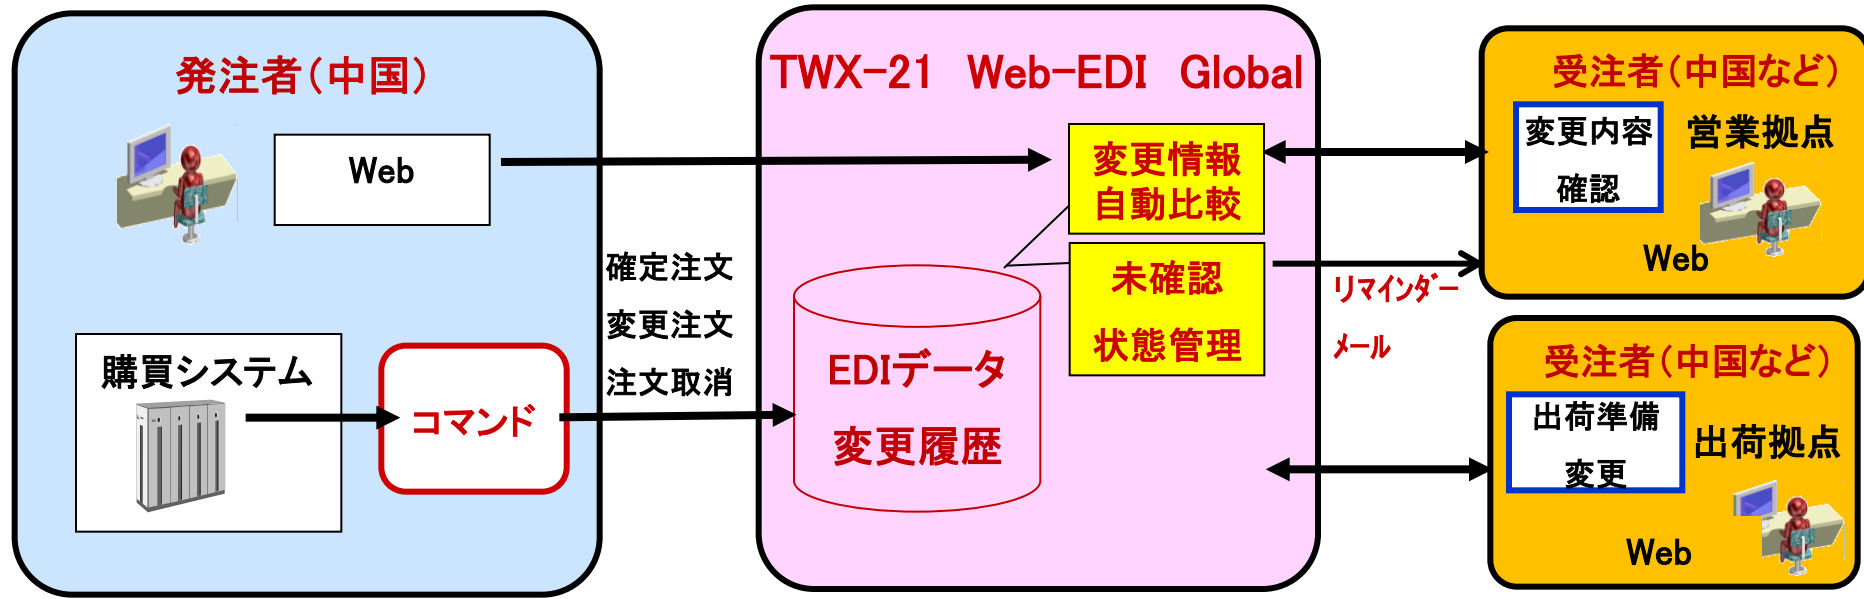 発注者（中国）
Web
購買システム
コマンド
確定注文
変更注文
注文取消
TWX-21　Web-EDI　Global
変更情報
自動比較
未確認
状態管理
EDIデータ
変更履歴
リマインダー
メール
受注者（中国など）
変更内容
確認
営業拠点
Web
受注者（中国など）
出荷準備
変更
出荷拠点
Web